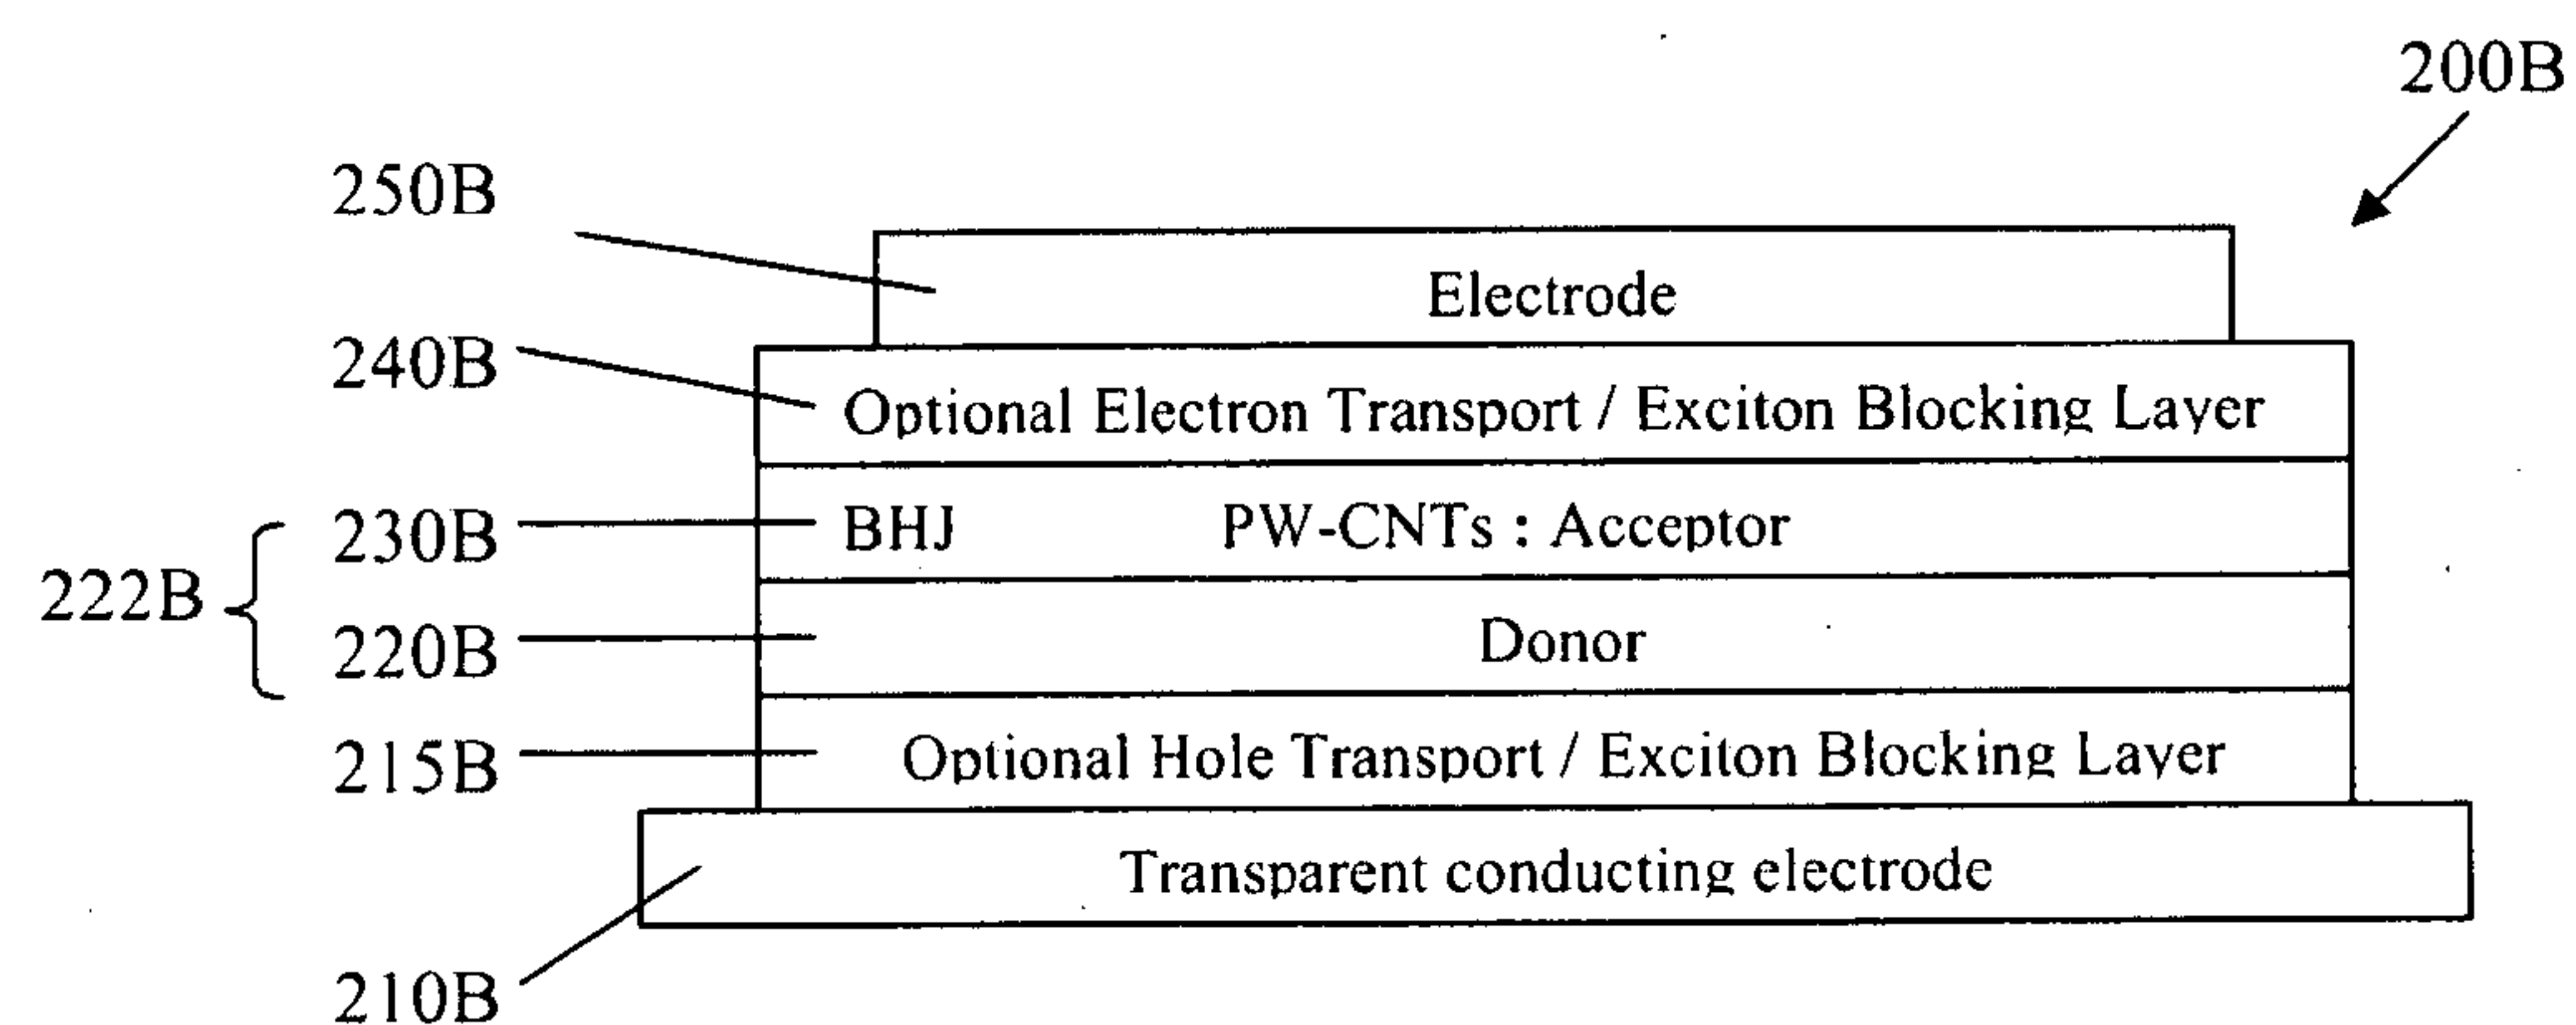 200B
250B
Electrode
240B
Optional Electron Transport / Exciton Blocking Layer
230B
BHJ PW-CNTs : Acceptor
222B
220B
Donor
215B
Optional Hole Transport / Exciton Blocking Layer
Transparent conducting electrode
210B